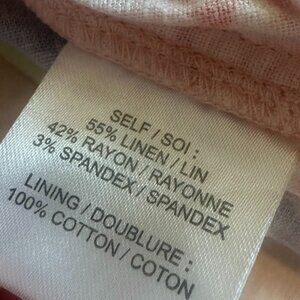 SELF / SOI :
55% LINEN / LIN
42% RAYON / RAYONNE
3% SPANDEX / SPANDEX
LINING / DOUBLURE :
100% COTTON / COTON